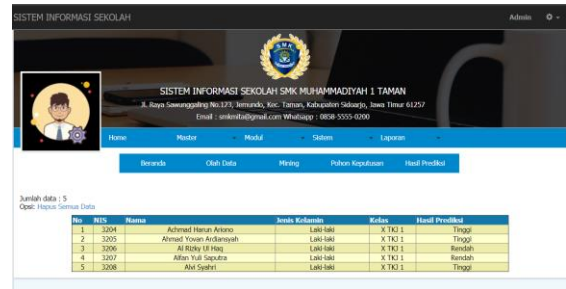 SISTEM INFORMASI SEKOLAH
Admin
SMK
SISTEM INFORMASI SEKOLAH SMK MUHAMMADIYAH 1 TAMAN
Jl. Raya Sawunggaling No.123, Jemundo, Kec. Taman, Kabupaten Sidoarjo, Jawa Timur 61257
Email : smkmita@gmail.com Whatsapp : 0858-5555-0200
Home Master Modul Sistem Laporan
Beranda Olah Data Mining Pohon Keputusan Hasil Prediksi
Jumlah data : 5
Opsi: Hapus Semua Data
No NIS Nama Jenis Kelamin Kelas Hasil Prediksi
1 3204 Achmad Harun Ariono Laki-laki X TKJ 1 Tinggi
2 3205 Ahmad Yovan Ardiansyah Laki-laki X TKJ 1 Tinggi
3 3206 Al Rizky Ul Haq Laki-laki X TKJ 1 Rendah
4 3207 Alfan Yuli Saputra Laki-laki X TKJ 1 Rendah
5 3208 Alvi Syahri Laki-laki X TKJ 1 Tinggi